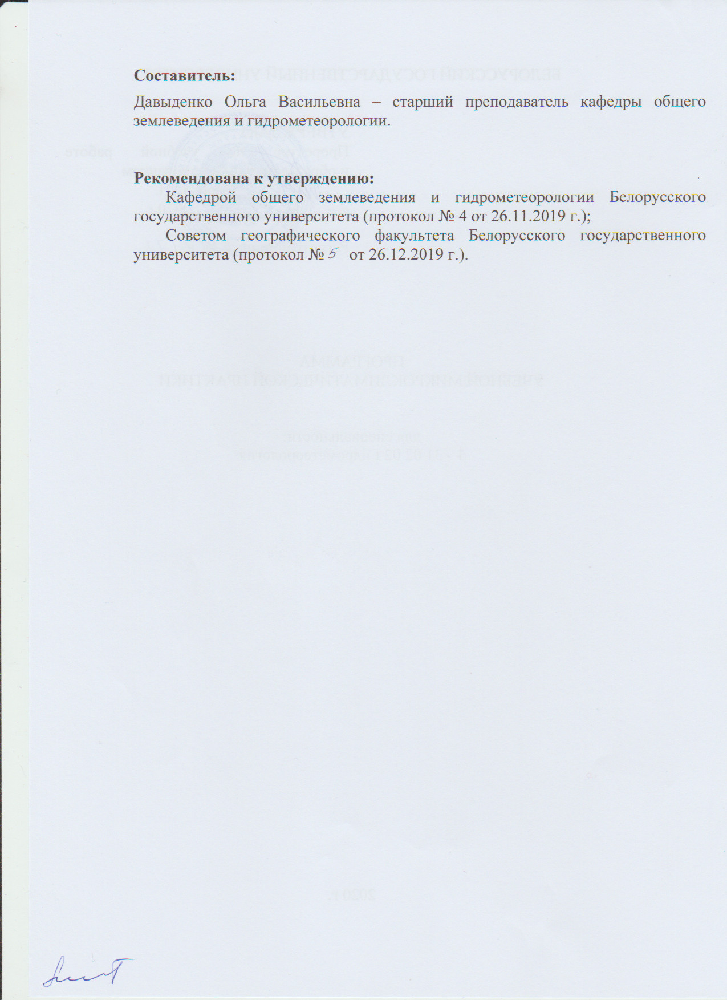 Составитель:
Давыденко Ольга Васильевна – старший преподаватель кафедры общего
землеведения и гидрометеорологии.
Рекомендована к утверждению:
Кафедрой общего землеведения и гидрометеорологии Белорусского
государственного университета (протокол № 4 от 26.11.2019 г.);
Советом географического факультета Белорусского государственного
университета (протокол № 5 от 26.12.2019 г.).